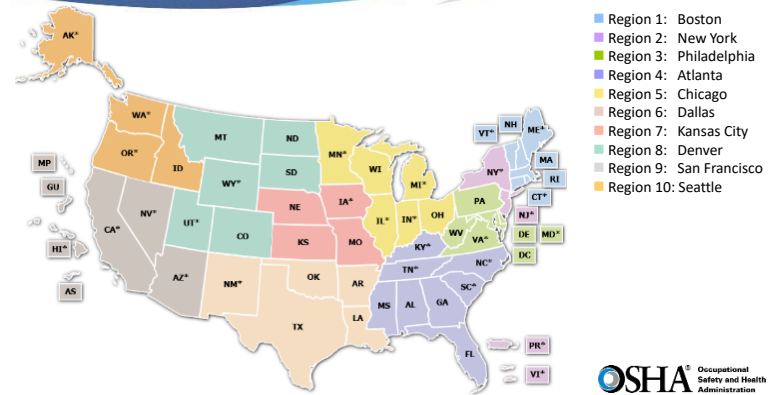 AK*
WA*
OR*
ID
MT
ND
MN*
WI
MI*
SD
WY*
NE
IA*
NV*
CA*
UT*
CO
KS
MO
IL*
IN*
OH
KY*
WV
PA
NY*
VA*
NC*
TN*
SC*
AZ*
NM*
OK
AR
TX
LA
MS
AL
GA
FL
VT*
NH
ME*
MA
RI
CT*
NJ*
DE
MD*
DC
PR*
VI*
MP
GU
HI*
AS
Region 1: Boston
Region 2: New York
Region 3: Philadelphia
Region 4: Atlanta
Region 5: Chicago
Region 6: Dallas
Region 7: Kansas City
Region 8: Denver
Region 9: San Francisco
Region 10: Seattle
OSHA®
Occupational
Safety and Health
Administration